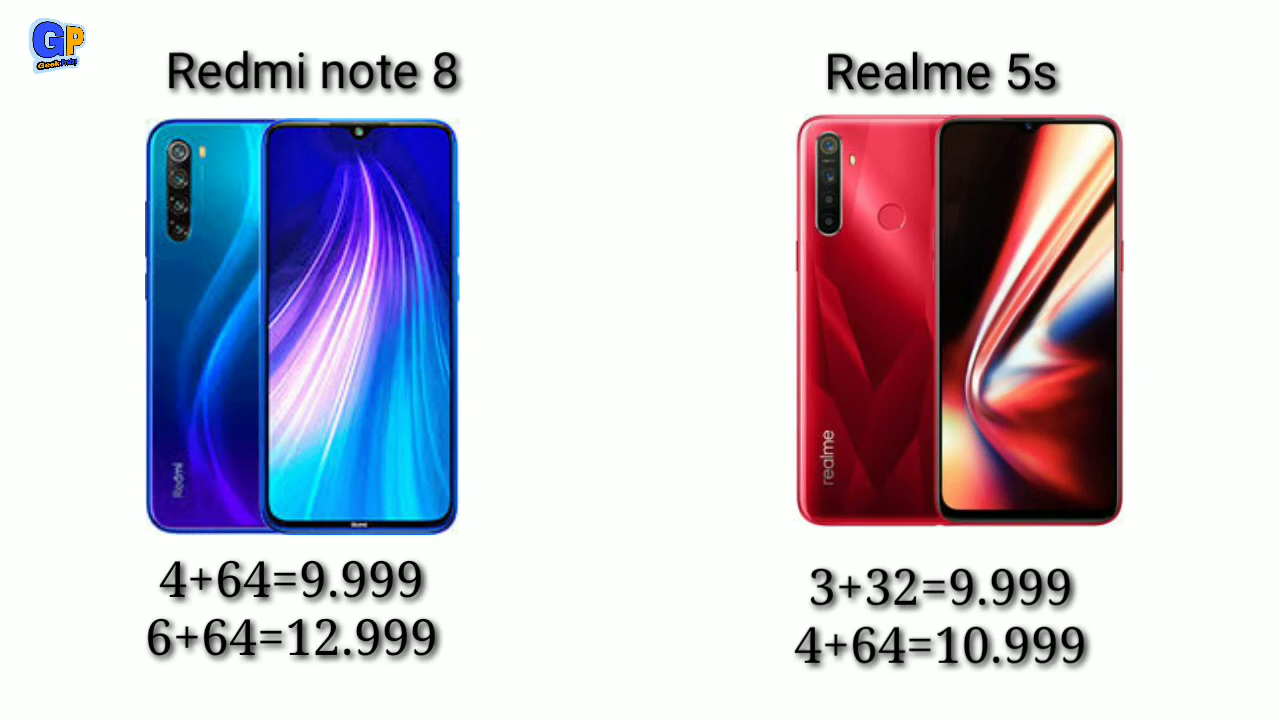 GP
Redmi note 8
Realme 5s
Redmi
realme
4+64=9.999
6+64=12.999
3+32=9.999
4+64=10.999